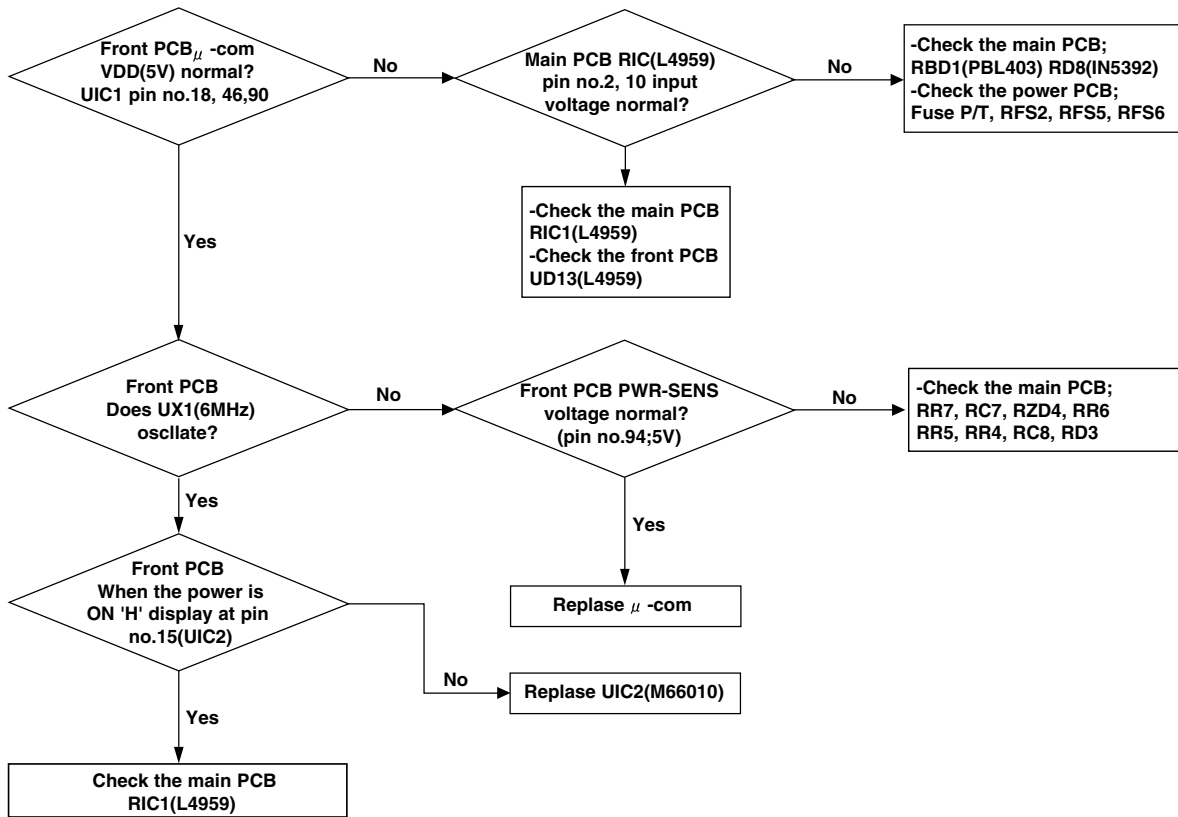 Front PCB μ -com
VDD(5V) normal?
UIC1 pin no.18, 46,90
No
Main PCB RIC(L4959)
pin no.2, 10 input
voltage normal?
No
-Check the main PCB;
RBD1(PBL403) RD8(IN5392)
-Check the power PCB;
Fuse P/T, RFS2, RFS5, RFS6
Yes
-Check the main PCB
RIC1(L4959)
-Check the front PCB
UD13(L4959)
Front PCB
Does UX1(6MHz)
oscllate?
No
Front PCB PWR-SENS
voltage normal?
(pin no.94;5V)
No
-Check the main PCB;
RR7, RC7, RZD4, RR6
RR5, RR4, RC8, RD3
Yes
Yes
Front PCB
When the power is
ON 'H' display at pin
no.15(UIC2)
Replase μ -com
No
Replase UIC2(M66010)
Yes
Check the main PCB
RIC1(L4959)